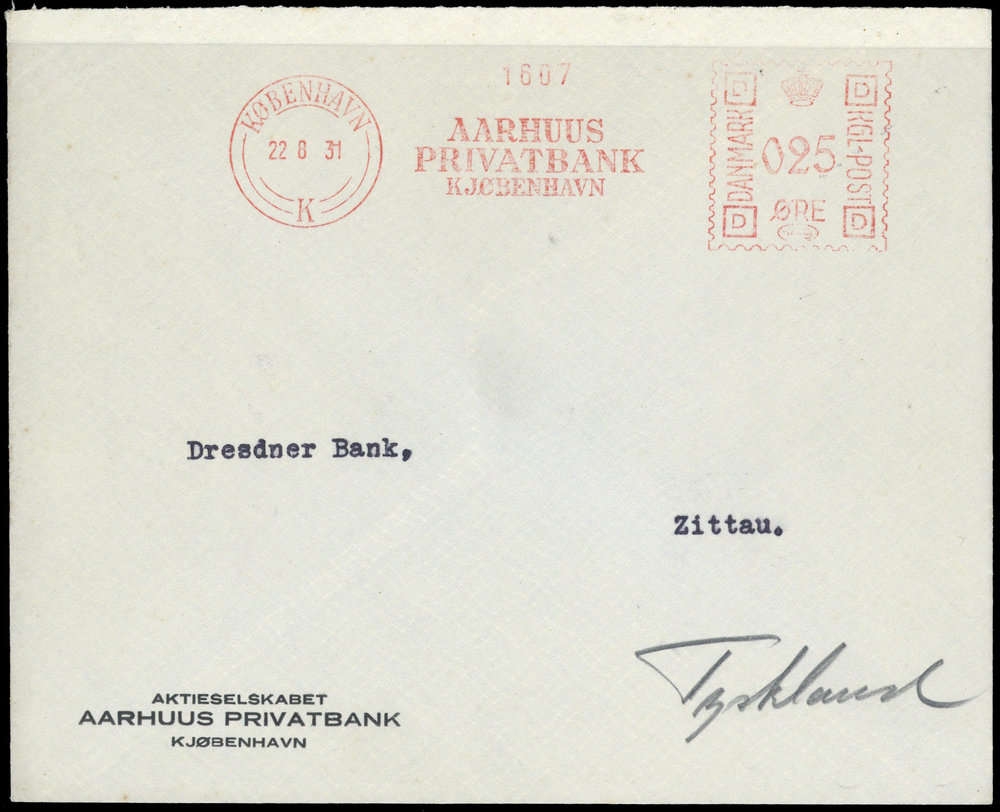 1607
KØBENHAVN
22 8 31
K
AARHUUS
PRIVATBANK
KJØBENHAVN
D D
DANMARK
KGL-POST
025
ØRE
D D
Dresdner Bank,
Zittau.
Tyskland
AKTIESELSKABET
AARHUUS PRIVATBANK
KJØBENHAVN